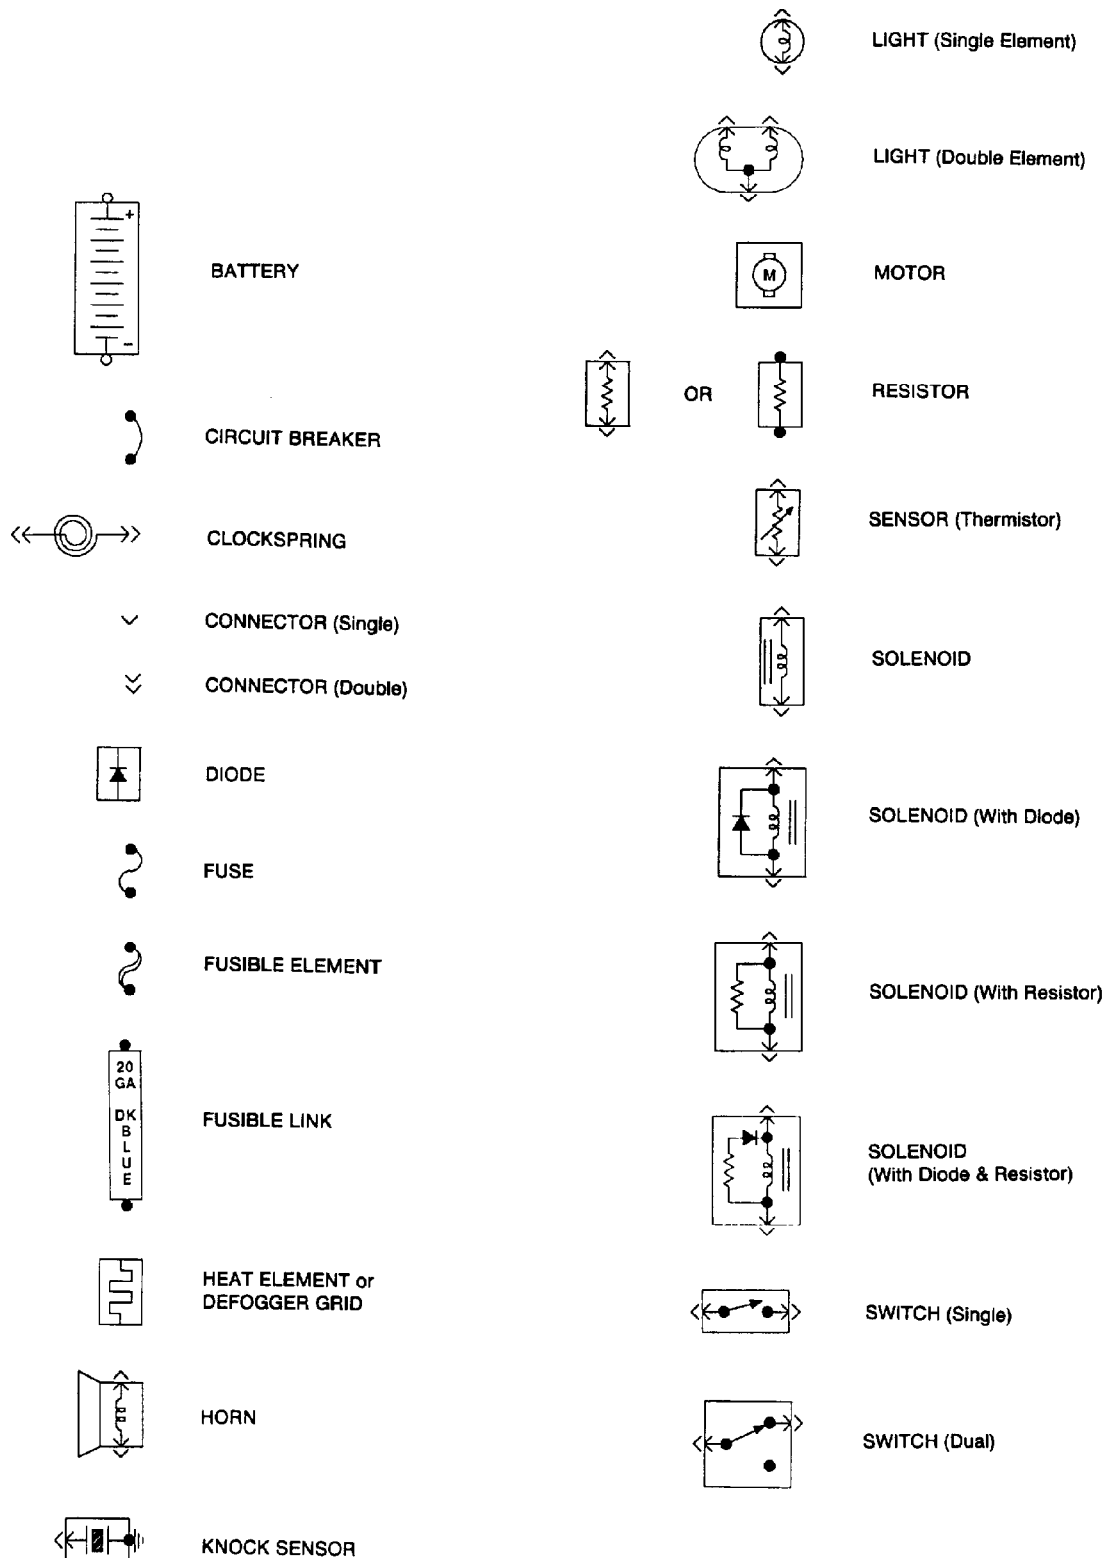 +
−
BATTERY
CIRCUIT BREAKER
CLOCKSPRING
CONNECTOR (Single)
CONNECTOR (Double)
DIODE
FUSE
FUSIBLE ELEMENT
20
GA
DK
B
L
U
E
FUSIBLE LINK
HEAT ELEMENT or
DEFOGGER GRID
HORN
KNOCK SENSOR
LIGHT (Single Element)
LIGHT (Double Element)
M
MOTOR
OR
RESISTOR
SENSOR (Thermistor)
SOLENOID
SOLENOID (With Diode)
SOLENOID (With Resistor)
SOLENOID
(With Diode & Resistor)
SWITCH (Single)
SWITCH (Dual)